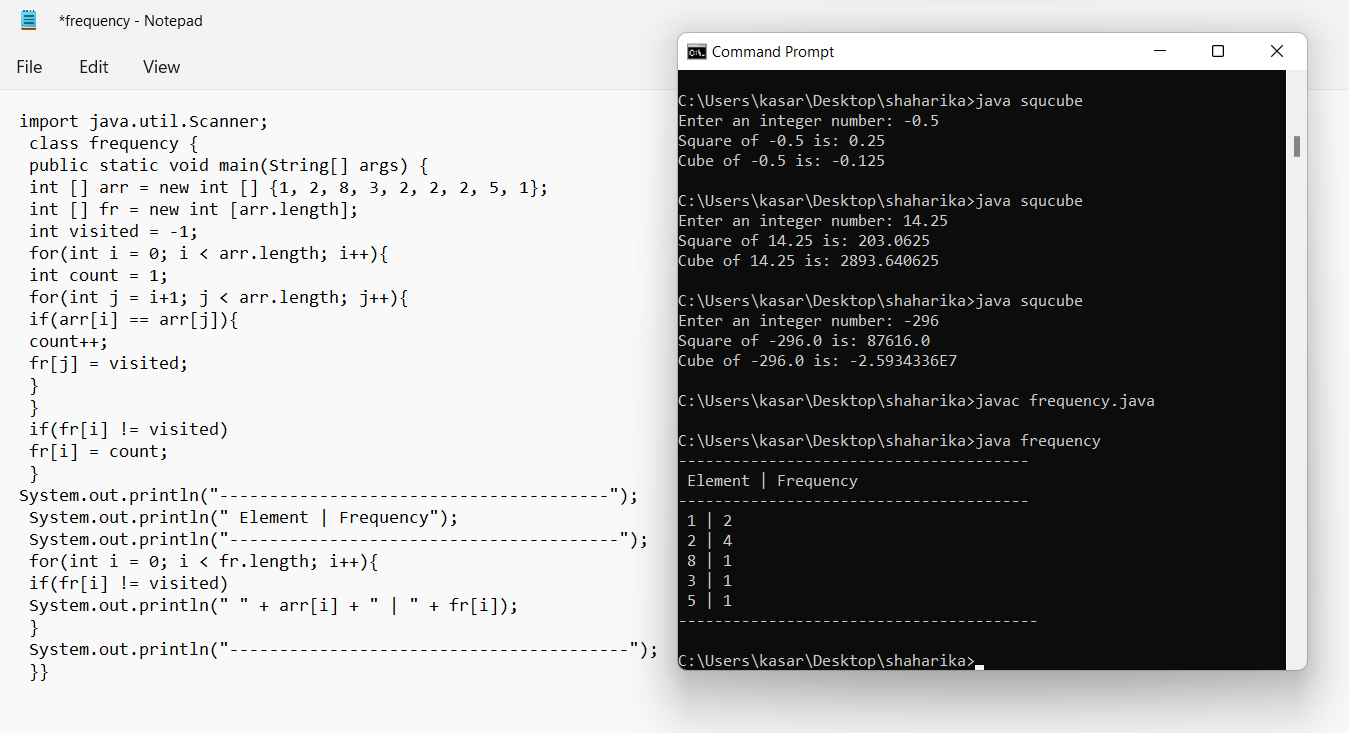 *frequency - Notepad
File Edit View
import java.util.Scanner;
class frequency {
public static void main(String[] args) {
int [] arr = new int [] {1, 2, 8, 3, 2, 2, 2, 5, 1};
int [] fr = new int [arr.length];
int visited = -1;
for(int i = 0; i < arr.length; i++){
int count = 1;
for(int j = i+1; j < arr.length; j++){
if(arr[i] == arr[j]){
count++;
fr[j] = visited;
}
}
if(fr[i] != visited)
fr[i] = count;
}
System.out.println("---------------------------------------");
System.out.println(" Element | Frequency");
System.out.println("---------------------------------------");
for(int i = 0; i < fr.length; i++){
if(fr[i] != visited)
System.out.println(" " + arr[i] + " | " + fr[i]);
}
System.out.println("----------------------------------------");
}}
Command Prompt
C:\Users\kasar\Desktop\shaharika>java squcube
Enter an integer number: -0.5
Square of -0.5 is: 0.25
Cube of -0.5 is: -0.125
C:\Users\kasar\Desktop\shaharika>java squcube
Enter an integer number: 14.25
Square of 14.25 is: 203.0625
Cube of 14.25 is: 2893.640625
C:\Users\kasar\Desktop\shaharika>java squcube
Enter an integer number: -296
Square of -296.0 is: 87616.0
Cube of -296.0 is: -2.5934336E7
C:\Users\kasar\Desktop\shaharika>javac frequency.java
C:\Users\kasar\Desktop\shaharika>java frequency
---------------------------------------
Element | Frequency
---------------------------------------
1 | 2
2 | 4
8 | 1
3 | 1
5 | 1
----------------------------------------
C:\Users\kasar\Desktop\shaharika>